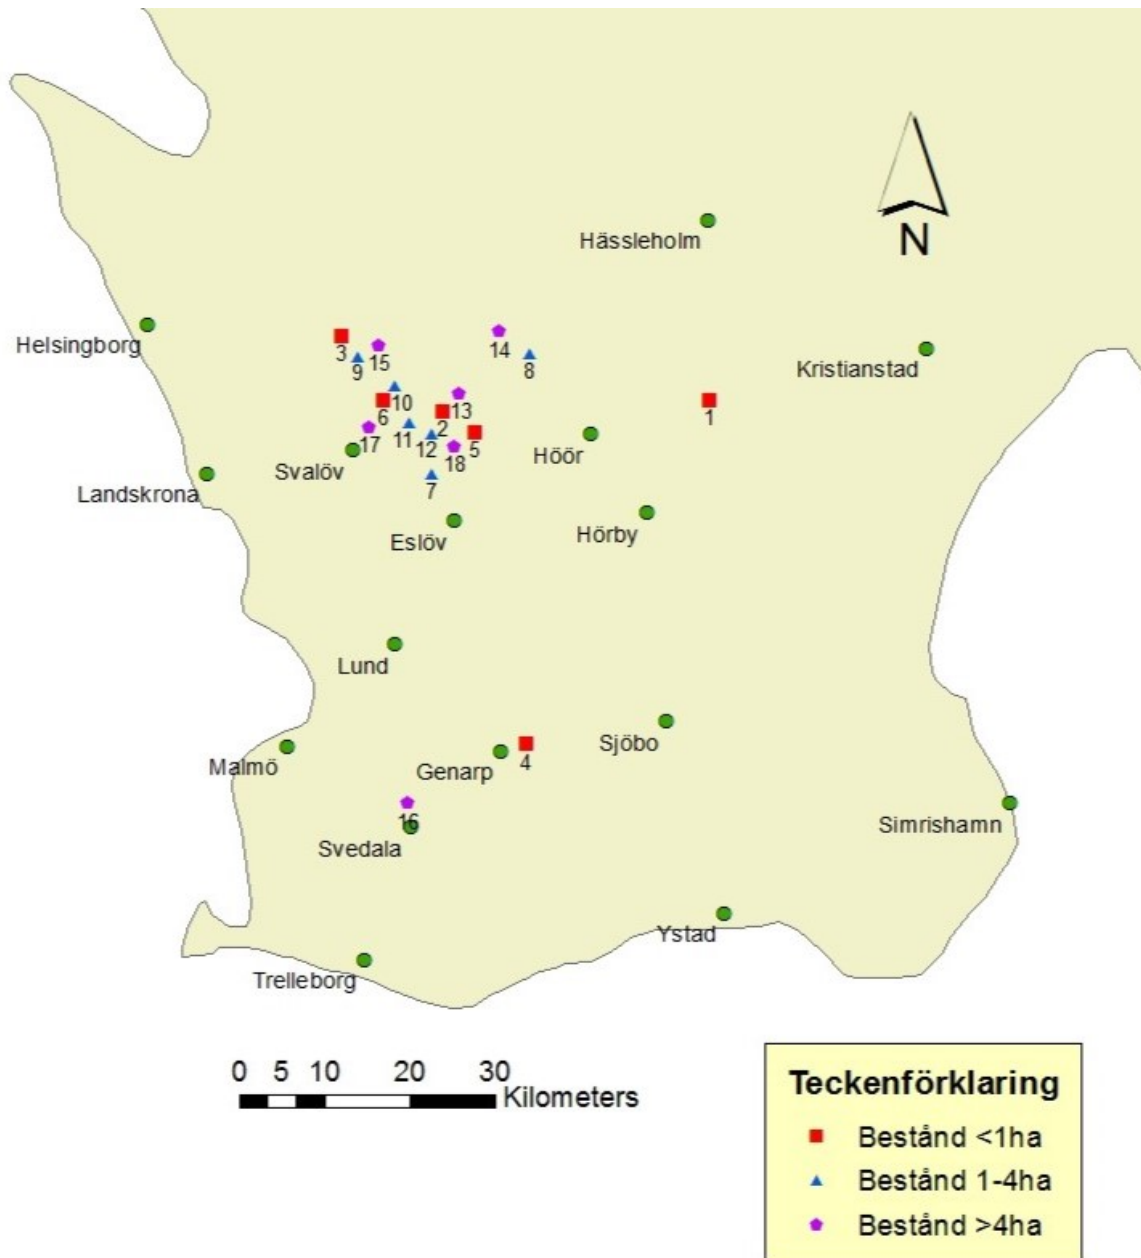 N
Hässleholm
Helsingborg
Kristianstad
3
15
14
8
9
10
13
1
6
2
11
12
5
17
18
Höör
Svalöv
7
Landskrona
Hörby
Eslöv
Lund
Sjöbo
Malmö
Genarp
4
16
Simrishamn
Svedala
Ystad
Trelleborg
0 5 10 20 30
Kilometers
Teckenförklaring
Bestånd <1ha
Bestånd 1-4ha
Bestånd >4ha